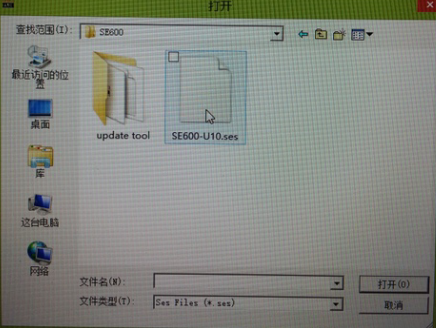 打开
查找范围(I):
SE600
最近访问的位
置
桌面
库
这台电脑
网络
update tool
SE600-U10.ses
文件名(N):
打开(O)
文件类型(T):
Ses Files (*.ses)
取消